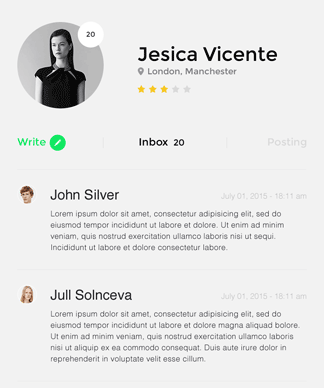 20
Jesica Vicente
London, Manchester
Write
Inbox 20
Posting
John Silver
July 01, 2015 - 18:11 am
Lorem ipsum dolor sit amet, consectetur adipisicing elit, sed do
eiusmod tempor incididunt ut labore et dolore. Ut enim ad minim
veniam, quis nostrud exercitation ullamco laboris nisi ut sequi.
Incididunt ut labore et dolore consectetur labore.
Jull Solnceva
July 01, 2015 - 18:11 am
Lorem ipsum dolor sit amet, consectetur adipisicing elit, sed do
eiusmod tempor incididunt ut labore et dolore magna aliquad bolore.
Ut enim ad minim veniam, quis nostrud exercitation ullamco laboris
nisi ut aliquip ex ea commodo consequat. Duis aute irure dolor in
reprehenderit in voluptate velit esse cillum.